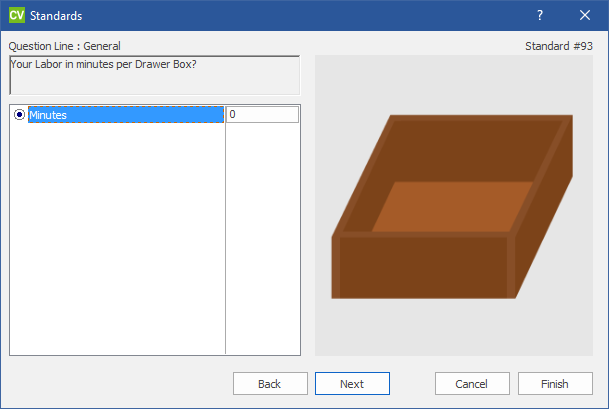 CV Standards ?
Question Line : General
Standard #93
Your Labor in minutes per Drawer Box?
Minutes 0
Back Next Cancel Finish